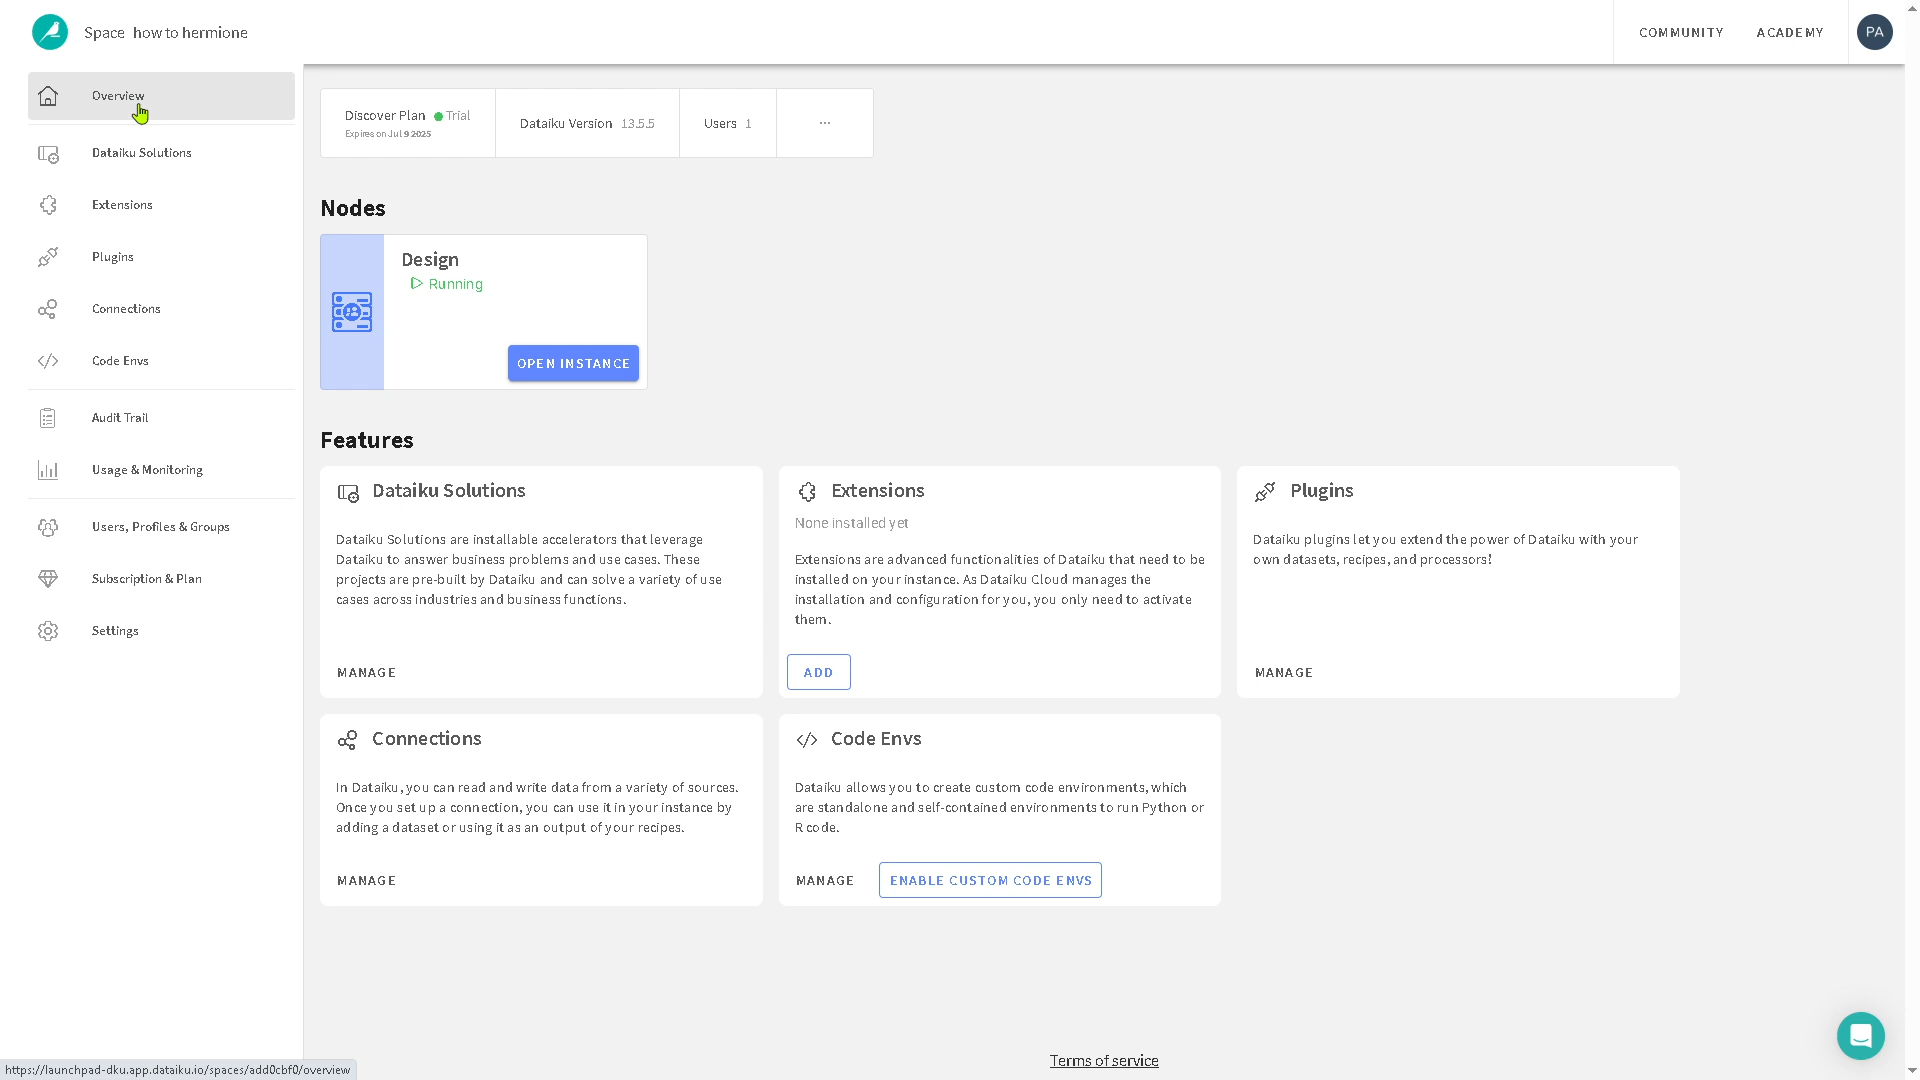 Space how to hermione
COMMUNITY
ACADEMY
PA
Overview
Dataiku Solutions
Extensions
Plugins
Connections
Code Envs
Audit Trail
Usage & Monitoring
Users, Profiles & Groups
Subscription & Plan
Settings
Discover Plan Trial
Expires on Jul 9 2025
Dataiku Version 13.5.5
Users 1
...
Nodes
Design
Running
OPEN INSTANCE
Features
Dataiku Solutions
Dataiku Solutions are installable accelerators that leverage
Dataiku to answer business problems and use cases. These
projects are pre-built by Dataiku and can solve a variety of use
cases across industries and business functions.
MANAGE
Extensions
None installed yet
Extensions are advanced functionalities of Dataiku that need to be
installed on your instance. As Dataiku Cloud manages the
installation and configuration for you, you only need to activate
them.
ADD
Plugins
Dataiku plugins let you extend the power of Dataiku with your
own datasets, recipes, and processors!
MANAGE
Connections
In Dataiku, you can read and write data from a variety of sources.
Once you set up a connection, you can use it in your instance by
adding a dataset or using it as an output of your recipes.
MANAGE
Code Envs
Dataiku allows you to create custom code environments, which
are standalone and self-contained environments to run Python or
R code.
MANAGE
ENABLE CUSTOM CODE ENVS
Terms of service
https://launchpad-dku.app.dataiku.io/spaces/add0cbf0/overview